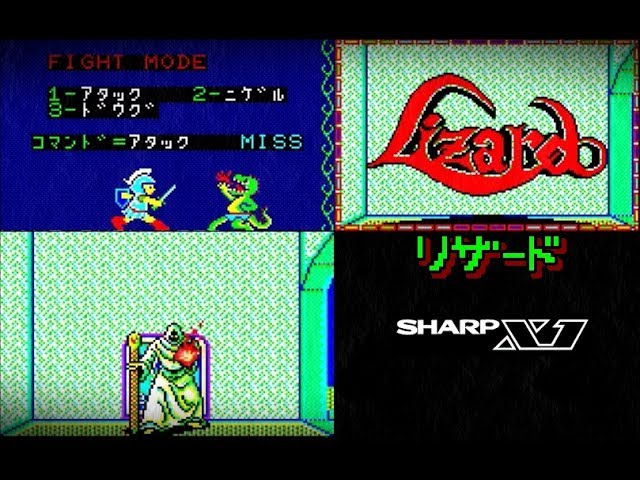 FIGHT MODE
1-アタック 2-ニゲル
3-ドウグ
コマンド=アタック MISS
Lizard
リザード
SHARP X1